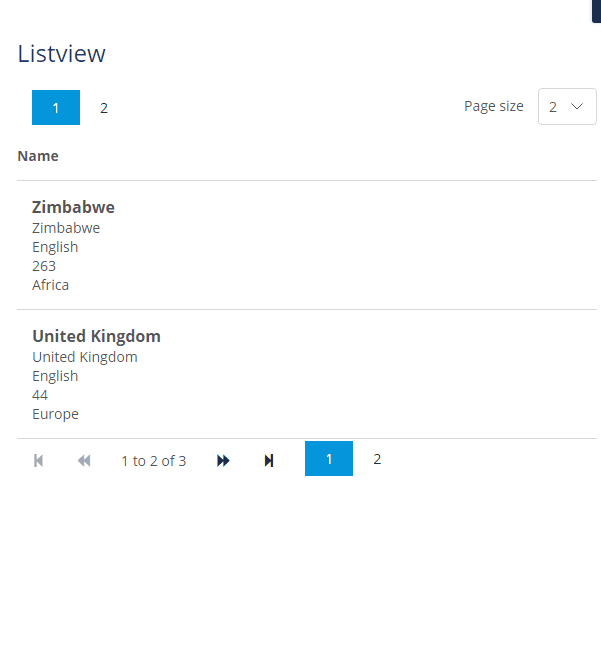 Listview
1 2 Page size 2
Name
Zimbabwe
Zimbabwe
English
263
Africa
United Kingdom
United Kingdom
English
44
Europe
1 to 2 of 3 1 2